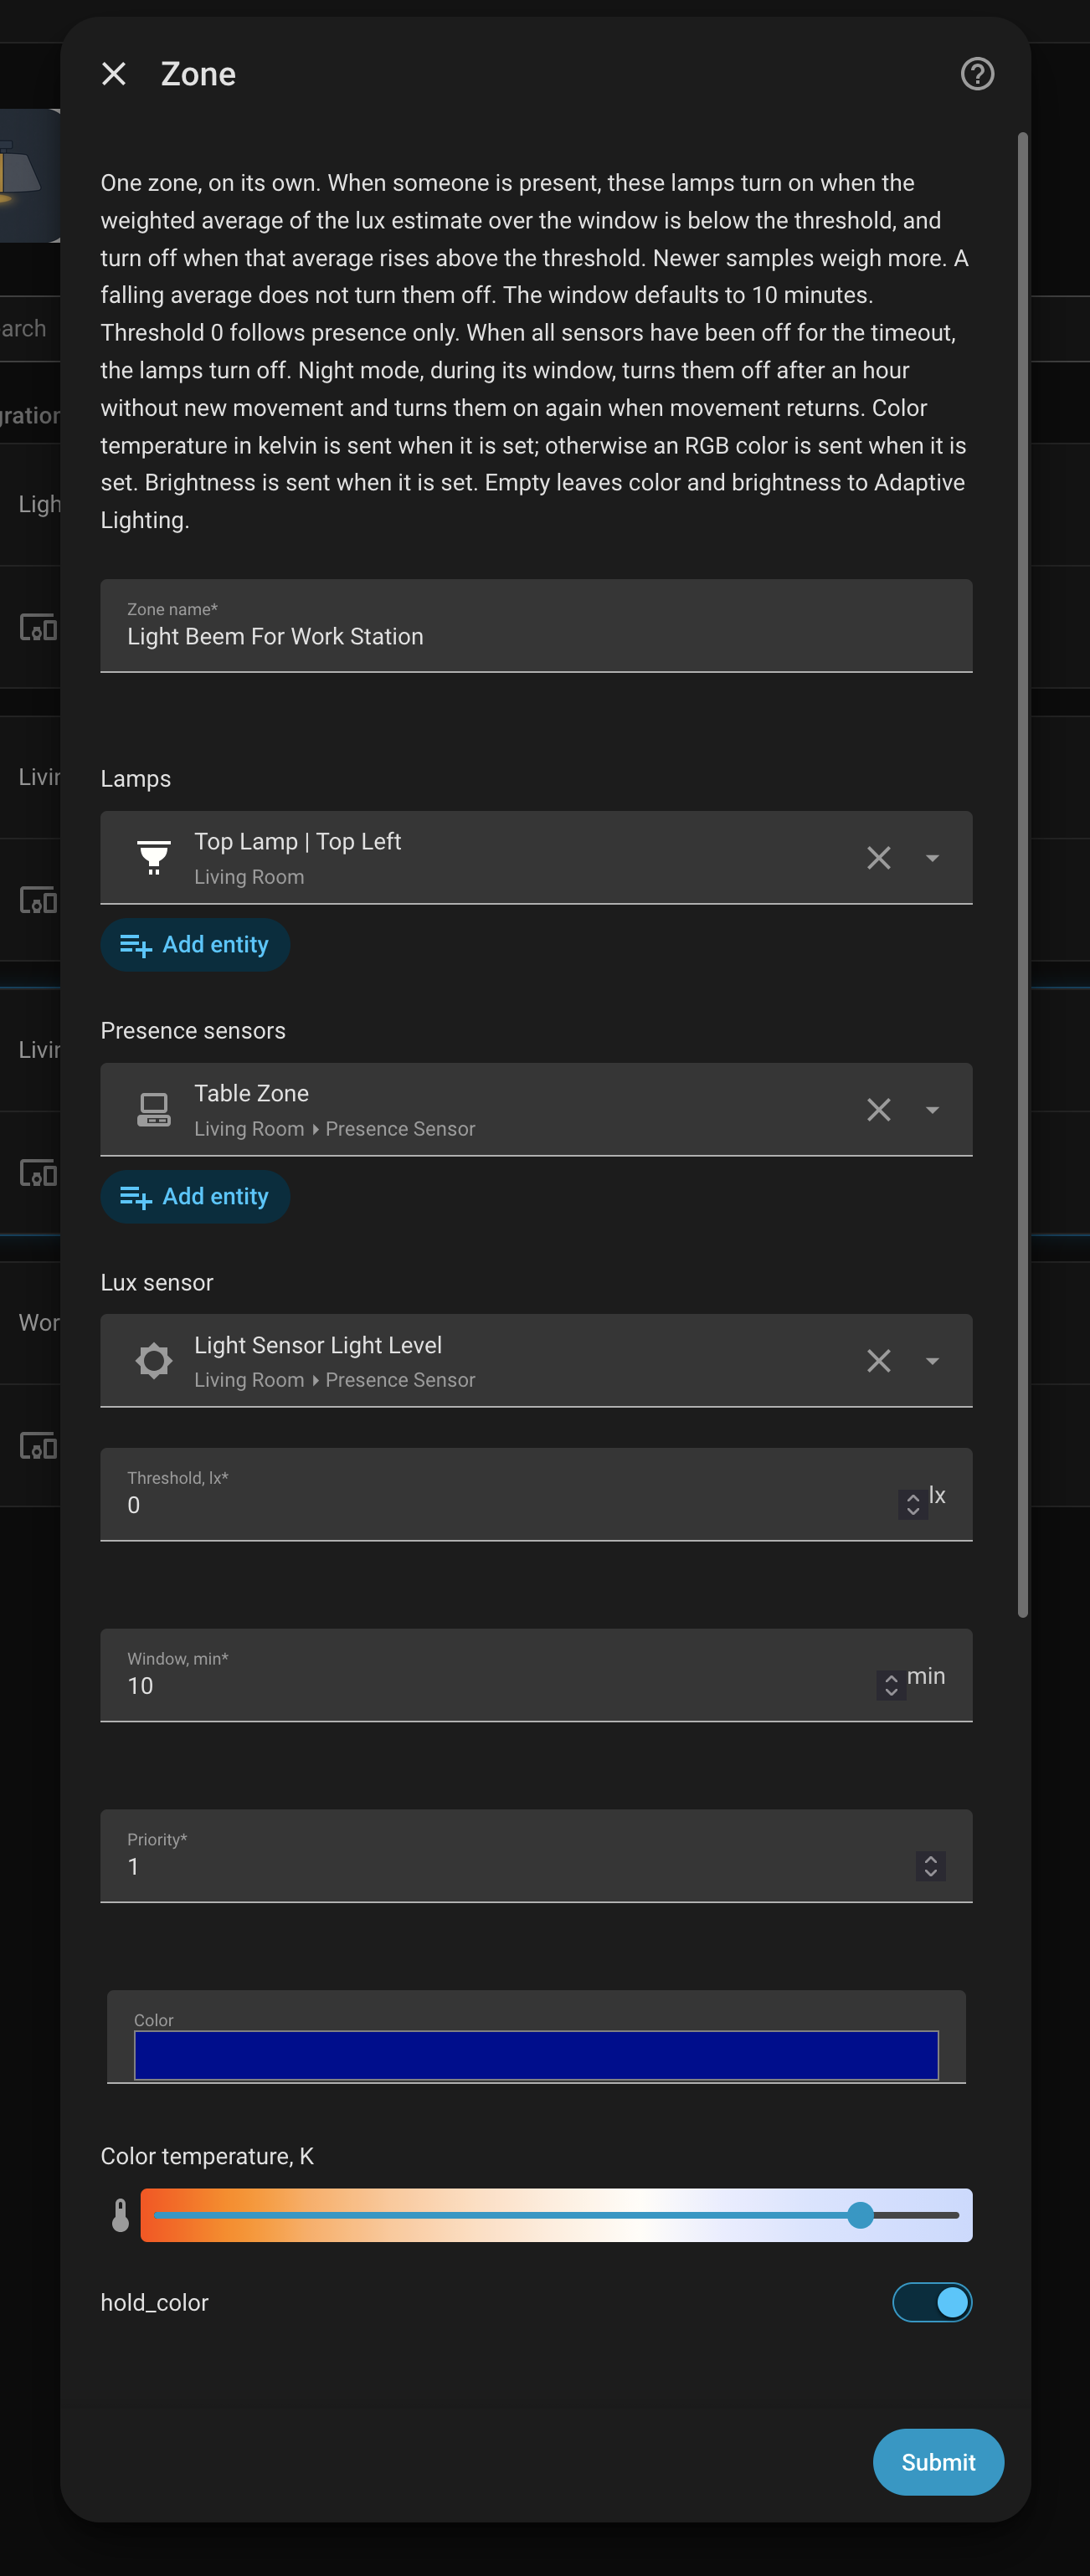 Zone
One zone, on its own. When someone is present, these lamps turn on when the
weighted average of the lux estimate over the window is below the threshold, and
turn off when that average rises above the threshold. Newer samples weigh more. A
falling average does not turn them off. The window defaults to 10 minutes.
Threshold 0 follows presence only. When all sensors have been off for the timeout,
the lamps turn off. Night mode, during its window, turns them off after an hour
without new movement and turns them on again when movement returns. Color
temperature in kelvin is sent when it is set; otherwise an RGB color is sent when it is
set. Brightness is sent when it is set. Empty leaves color and brightness to Adaptive
Lighting.
arch
gration
Ligh
Livin
Livin
Wor
Zone name*
Light Beem For Work Station
Lamps
Top Lamp | Top Left
Living Room
Add entity
Presence sensors
Table Zone
Living Room ▸ Presence Sensor
Add entity
Lux sensor
Light Sensor Light Level
Living Room ▸ Presence Sensor
Threshold, lx*
0
lx
Window, min*
10
min
Priority*
1
Color
Color temperature, K
hold_color
Submit